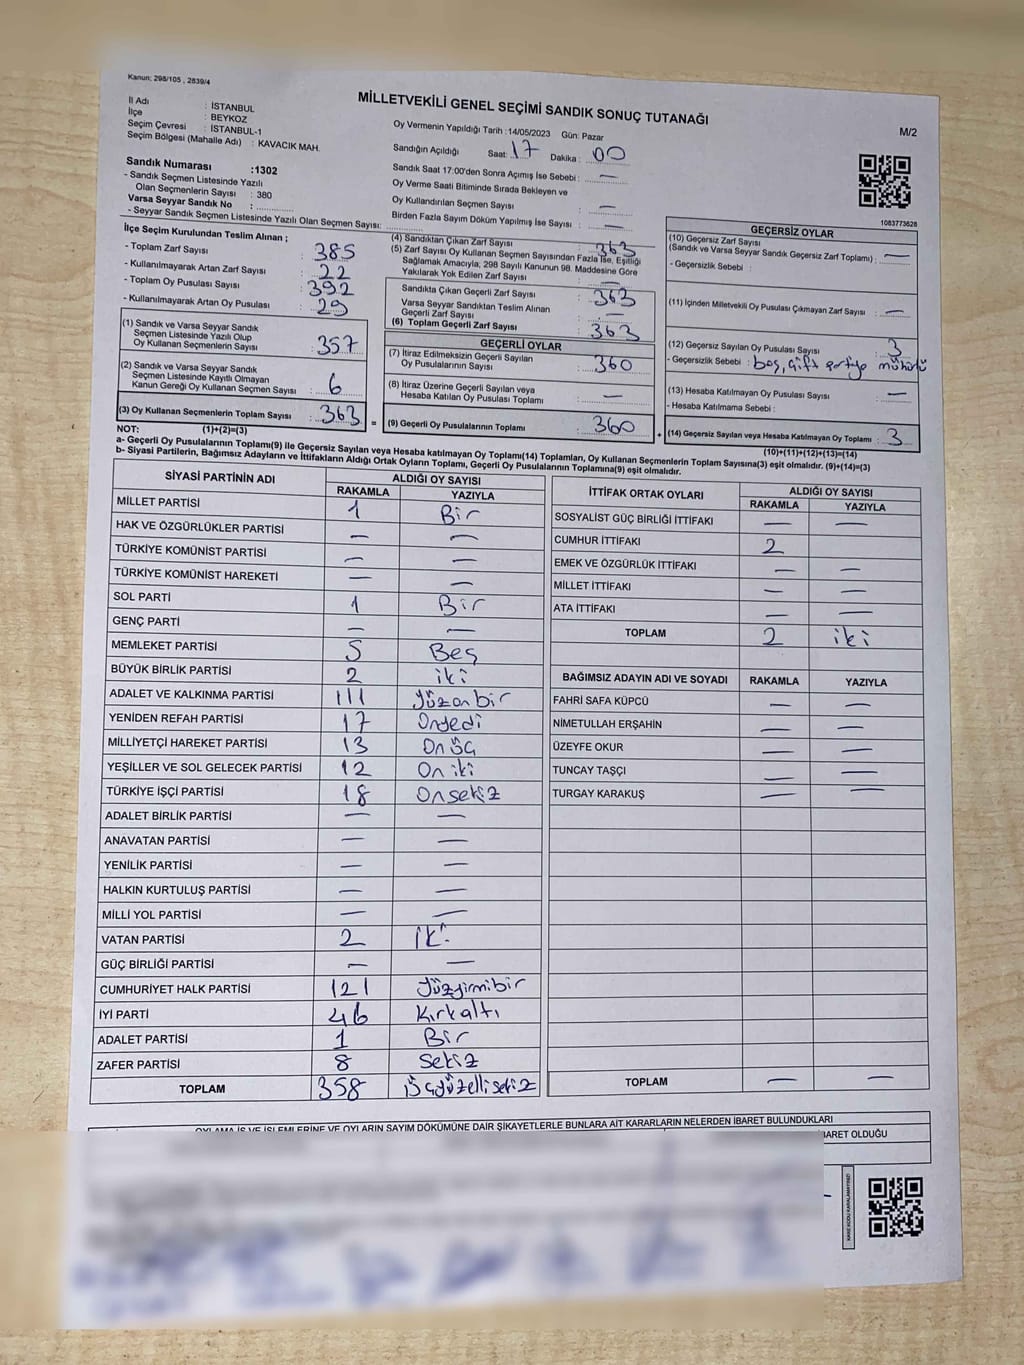 Kanun; 298/105 , 2839/4
MİLLETVEKİLİ GENEL SEÇİMİ SANDIK SONUÇ TUTANAĞI
M/2
İl Adı : İSTANBUL
İlçe : BEYKOZ
Seçim Çevresi : İSTANBUL-1
Seçim Bölgesi (Mahalle Adı) : KAVACIK MAH.
Sandık Numarası :1302
- Sandık Seçmen Listesinde Yazılı
Olan Seçmenlerin Sayısı : 380
Varsa Seyyar Sandık No :
- Seyyar Sandık Seçmen Listesinde Yazılı Olan Seçmen Sayısı:
Oy Vermenin Yapıldığı Tarih :14/05/2023 Gün: Pazar
Sandığın Açıldığı Saat: 17 Dakika : 00
Sandık Saat 17:00'den Sonra Açımış İse Sebebi : —
Oy Verme Saati Bitiminde Sırada Bekleyen ve
Oy Kullandırılan Seçmen Sayısı : —
Birden Fazla Sayım Döküm Yapılmış İse Sayısı : —
1083773628
İlçe Seçim Kurulundan Teslim Alınan ;
- Toplam Zarf Sayısı : 385
- Kullanılmayarak Artan Zarf Sayısı : 22
- Toplam Oy Pusulası Sayısı : 392
- Kullanılmayarak Artan Oy Pusulası : 29
(1) Sandık ve Varsa Seyyar Sandık
Seçmen Listesinde Yazılı Olup
Oy Kullanan Seçmenlerin Sayısı : 357
(2) Sandık ve Varsa Seyyar Sandık
Seçmen Listesinde Kayıtlı Olmayan
Kanun Gereği Oy Kullanan Seçmen Sayısı : 6
(3) Oy Kullanan Seçmenlerin Toplam Sayısı : 363
(4) Sandıktan Çıkan Zarf Sayısı : 363
(5) Zarf Sayısı Oy Kullanan Seçmen Sayısından Fazla İse, Eşitliği
Sağlamak Amacıyla, 298 Sayılı Kanunun 98. Maddesine Göre
Yakılarak Yok Edilen Zarf Sayısı : —
Sandıkta Çıkan Geçerli Zarf Sayısı : 363
Varsa Seyyar Sandıktan Teslim Alınan
Geçerli Zarf Sayısı : —
(6) Toplam Geçerli Zarf Sayısı : 363
GEÇERLİ OYLAR
(7) İtiraz Edilmeksizin Geçerli Sayılan
Oy Pusulalarının Sayısı : 360
(8) İtiraz Üzerine Geçerli Sayılan veya
Hesaba Katılan Oy Pusulası Toplamı : —
= (9) Geçerli Oy Pusulalarının Toplamı : 360
GEÇERSİZ OYLAR
(10) Geçersiz Zarf Sayısı
(Sandık ve Varsa Seyyar Sandık Geçersiz Zarf Toplamı) : —
- Geçersizlik Sebebi :
(11) İçinden Milletvekili Oy Pusulası Çıkmayan Zarf Sayısı : —
(12) Geçersiz Sayılan Oy Pusulası Sayısı : 3
- Geçersizlik Sebebi : boş, çift partiye mühürlü
(13) Hesaba Katılmayan Oy Pusulası Sayısı : —
- Hesaba Katılmama Sebebi :
+ (14) Geçersiz Sayılan veya Hesaba Katılmayan Oy Toplamı : 3
NOT: (1)+(2)=(3) (10)+(11)+(12)+(13)=(14)
a- Geçerli Oy Pusulalarının Toplamı(9) ile Geçersiz Sayılan veya Hesaba katılmayan Oy Toplamı(14) Toplamları, Oy Kullanan Seçmenlerin Toplam Sayısına(3) eşit olmalıdır. (9)+(14)=(3)
b- Siyasi Partilerin, Bağımsız Adayların ve İttifakların Aldığı Ortak Oyların Toplamı, Geçerli Oy Pusulalarının Toplamına(9) eşit olmalıdır.
SİYASİ PARTİNİN ADI ALDIĞI OY SAYISI
RAKAMLA YAZIYLA
MİLLET PARTİSİ 1 Bir
HAK VE ÖZGÜRLÜKLER PARTİSİ — —
TÜRKİYE KOMÜNİST PARTİSİ — —
TÜRKİYE KOMÜNİST HAREKETİ — —
SOL PARTİ 1 Bir
GENÇ PARTİ — —
MEMLEKET PARTİSİ 5 Beş
BÜYÜK BİRLİK PARTİSİ 2 iki
ADALET VE KALKINMA PARTİSİ 111 Yüzonbir
YENİDEN REFAH PARTİSİ 17 Onyedi
MİLLİYETÇİ HAREKET PARTİSİ 13 Onüç
YEŞİLLER VE SOL GELECEK PARTİSİ 12 On iki
TÜRKİYE İŞÇİ PARTİSİ 18 Onsekiz
ADALET BİRLİK PARTİSİ — —
ANAVATAN PARTİSİ — —
YENİLİK PARTİSİ — —
HALKIN KURTULUŞ PARTİSİ — —
MİLLİ YOL PARTİSİ — —
VATAN PARTİSİ 2 iki
GÜÇ BİRLİĞİ PARTİSİ — —
CUMHURİYET HALK PARTİSİ 121 Yüzyirmibir
İYİ PARTİ 46 Kırkaltı
ADALET PARTİSİ 1 Bir
ZAFER PARTİSİ 8 Sekiz
TOPLAM 358 üçyüzellisekiz
İTTİFAK ORTAK OYLARI ALDIĞI OY SAYISI
RAKAMLA YAZIYLA
SOSYALİST GÜÇ BİRLİĞİ İTTİFAKI — —
CUMHUR İTTİFAKI 2
EMEK VE ÖZGÜRLÜK İTTİFAKI — —
MİLLET İTTİFAKI — —
ATA İTTİFAKI — —
TOPLAM 2 iki
BAĞIMSIZ ADAYIN ADI VE SOYADI RAKAMLA YAZIYLA
FAHRİ SAFA KÜPCÜ — —
NİMETULLAH ERŞAHİN — —
ÜZEYFE OKUR — —
TUNCAY TAŞÇI — —
TURGAY KARAKUŞ — —
TOPLAM — —
OYLAMA İŞ VE İŞLEMLERİNE VE OYLARIN SAYIM DÖKÜMÜNE DAİR ŞİKAYETLERLE BUNLARA AİT KARARLARIN NELERDEN İBARET BULUNDUKLARI
İBARET OLDUĞU
KARE KODU KARALAMAYINIZ!